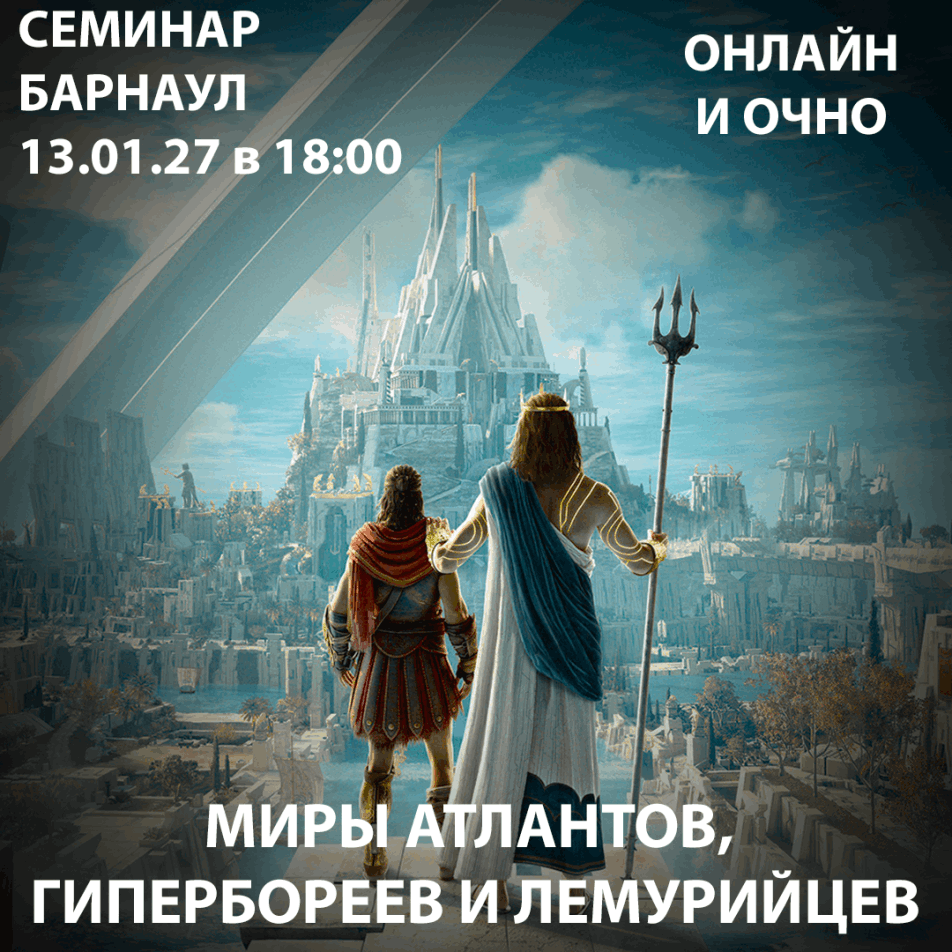 СЕМИНАР
БАРНАУЛ
13.01.27 в 18:00
ОНЛАЙН
И ОЧНО
МИРЫ АТЛАНТОВ,
ГИПЕРБОРЕЕВ И ЛЕМУРИЙЦЕВ